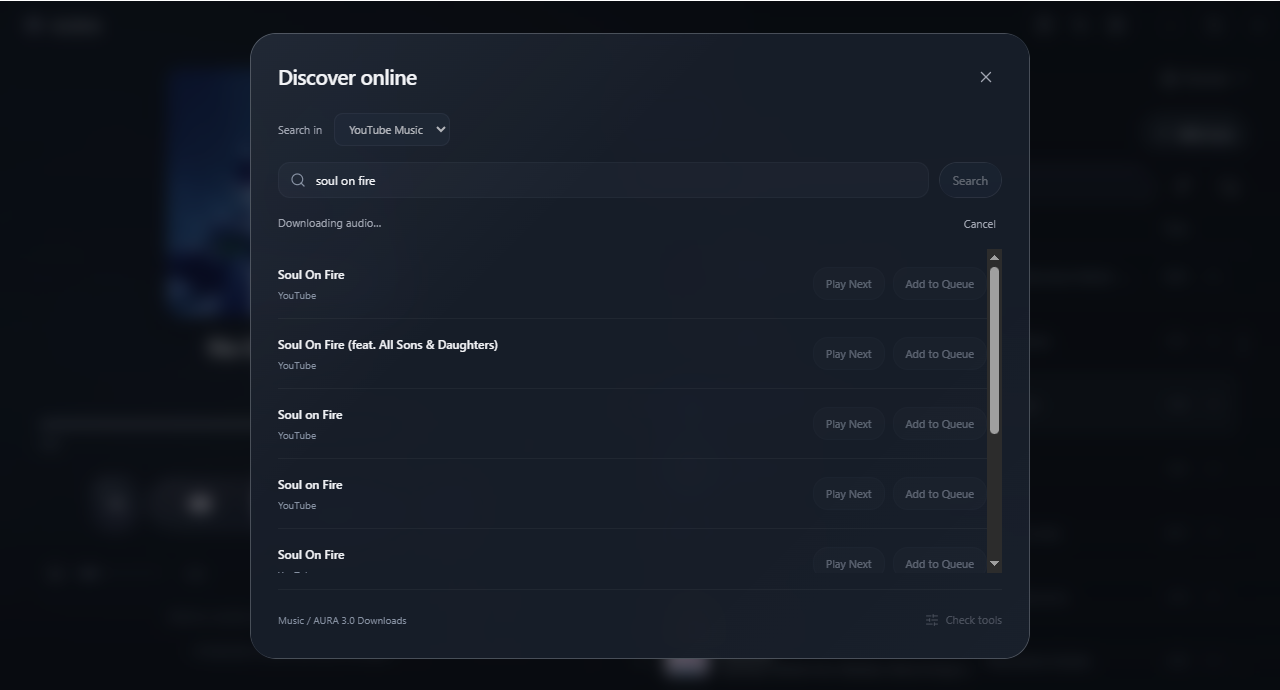 Discover online
Search in YouTube Music
soul on fire Search
Downloading audio... Cancel
Soul On Fire
YouTube
Play Next Add to Queue
Soul On Fire (feat. All Sons & Daughters)
YouTube
Play Next Add to Queue
Soul on Fire
YouTube
Play Next Add to Queue
Soul on Fire
YouTube
Play Next Add to Queue
Soul On Fire
Play Next Add to Queue
Music / AURA 3.0 Downloads Check tools